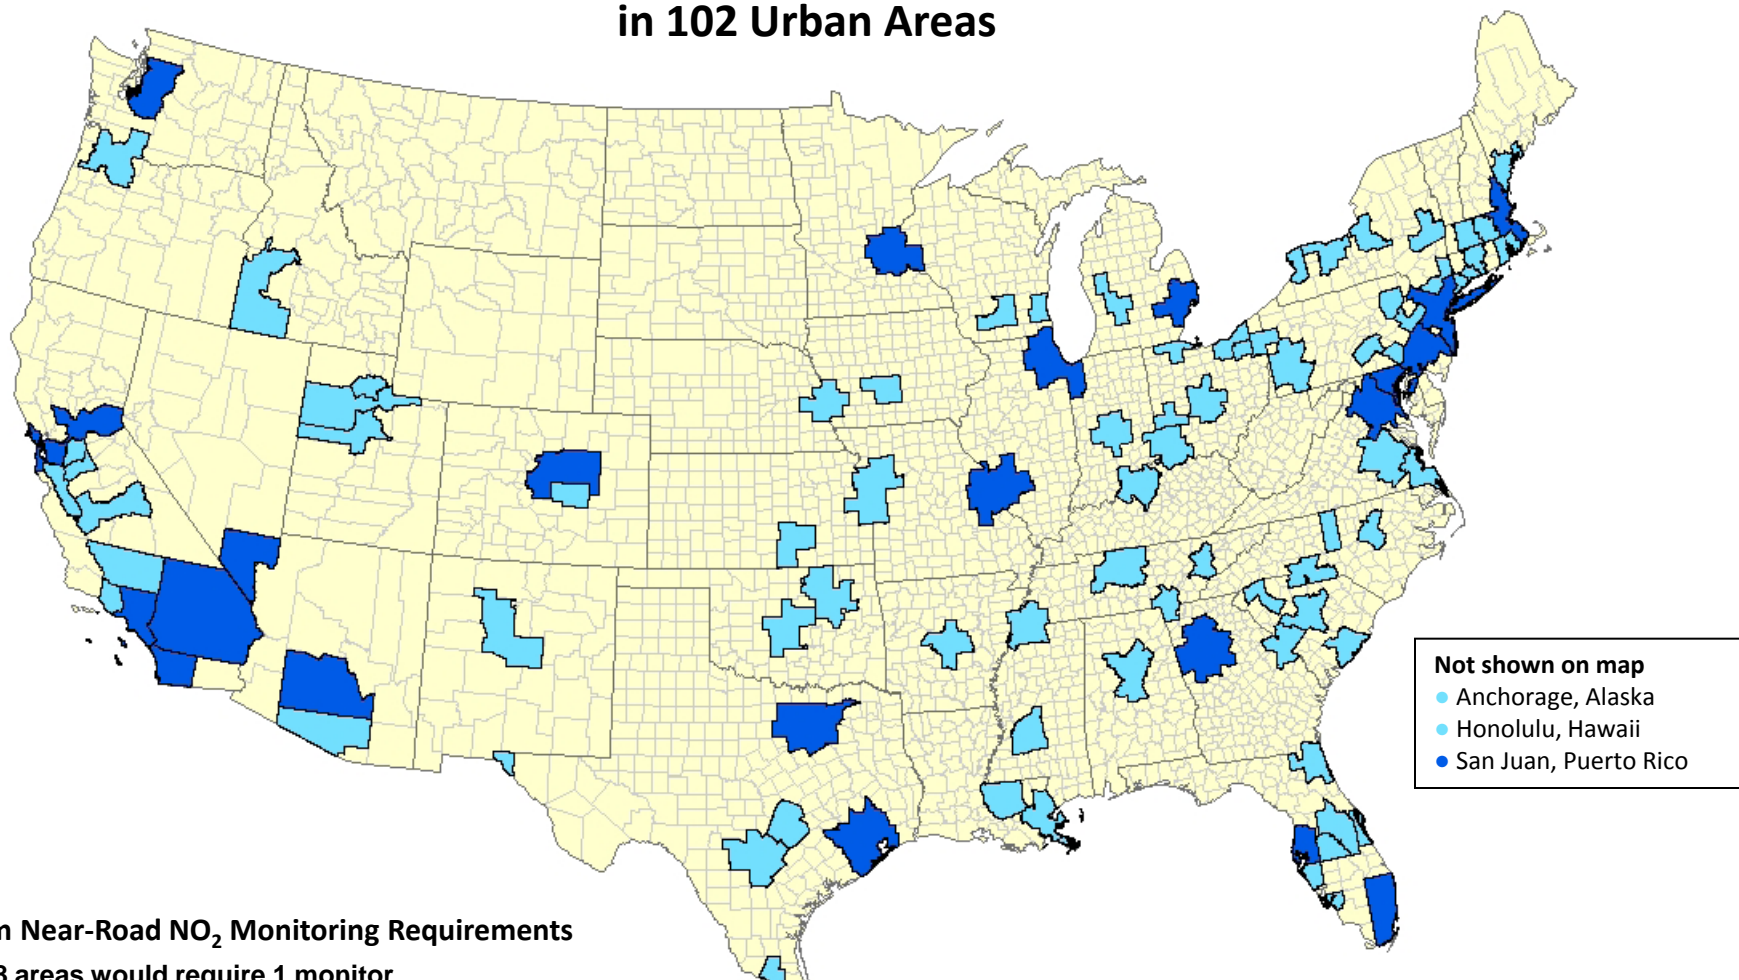 in 102 Urban Areas
Not shown on map
Anchorage, Alaska
Honolulu, Hawaii
San Juan, Puerto Rico
Near-Road NO₂ Monitoring Requirements
areas would require 1 monitor